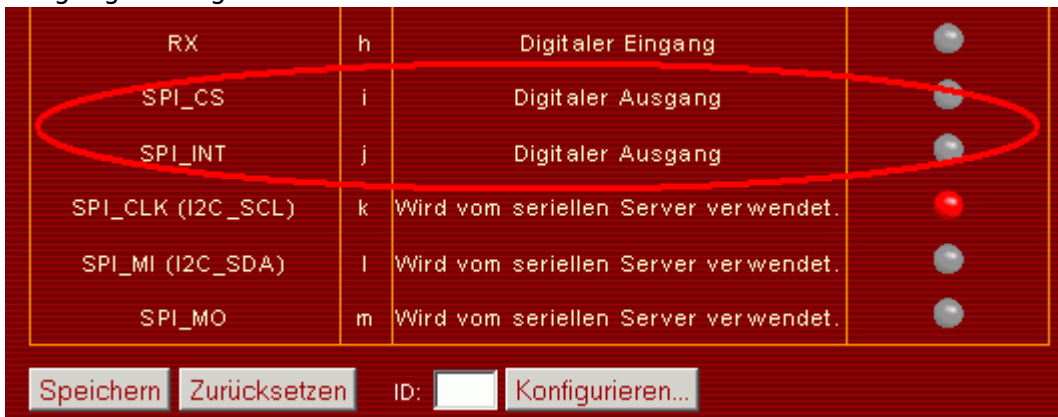 RX h Digitaler Eingang
SPI_CS i Digitaler Ausgang
SPI_INT j Digitaler Ausgang
SPI_CLK (I2C_SCL) k Wird vom seriellen Server verwendet.
SPI_MI (I2C_SDA) l Wird vom seriellen Server verwendet.
SPI_MO m Wird vom seriellen Server verwendet.
Speichern Zurücksetzen ID: Konfigurieren...